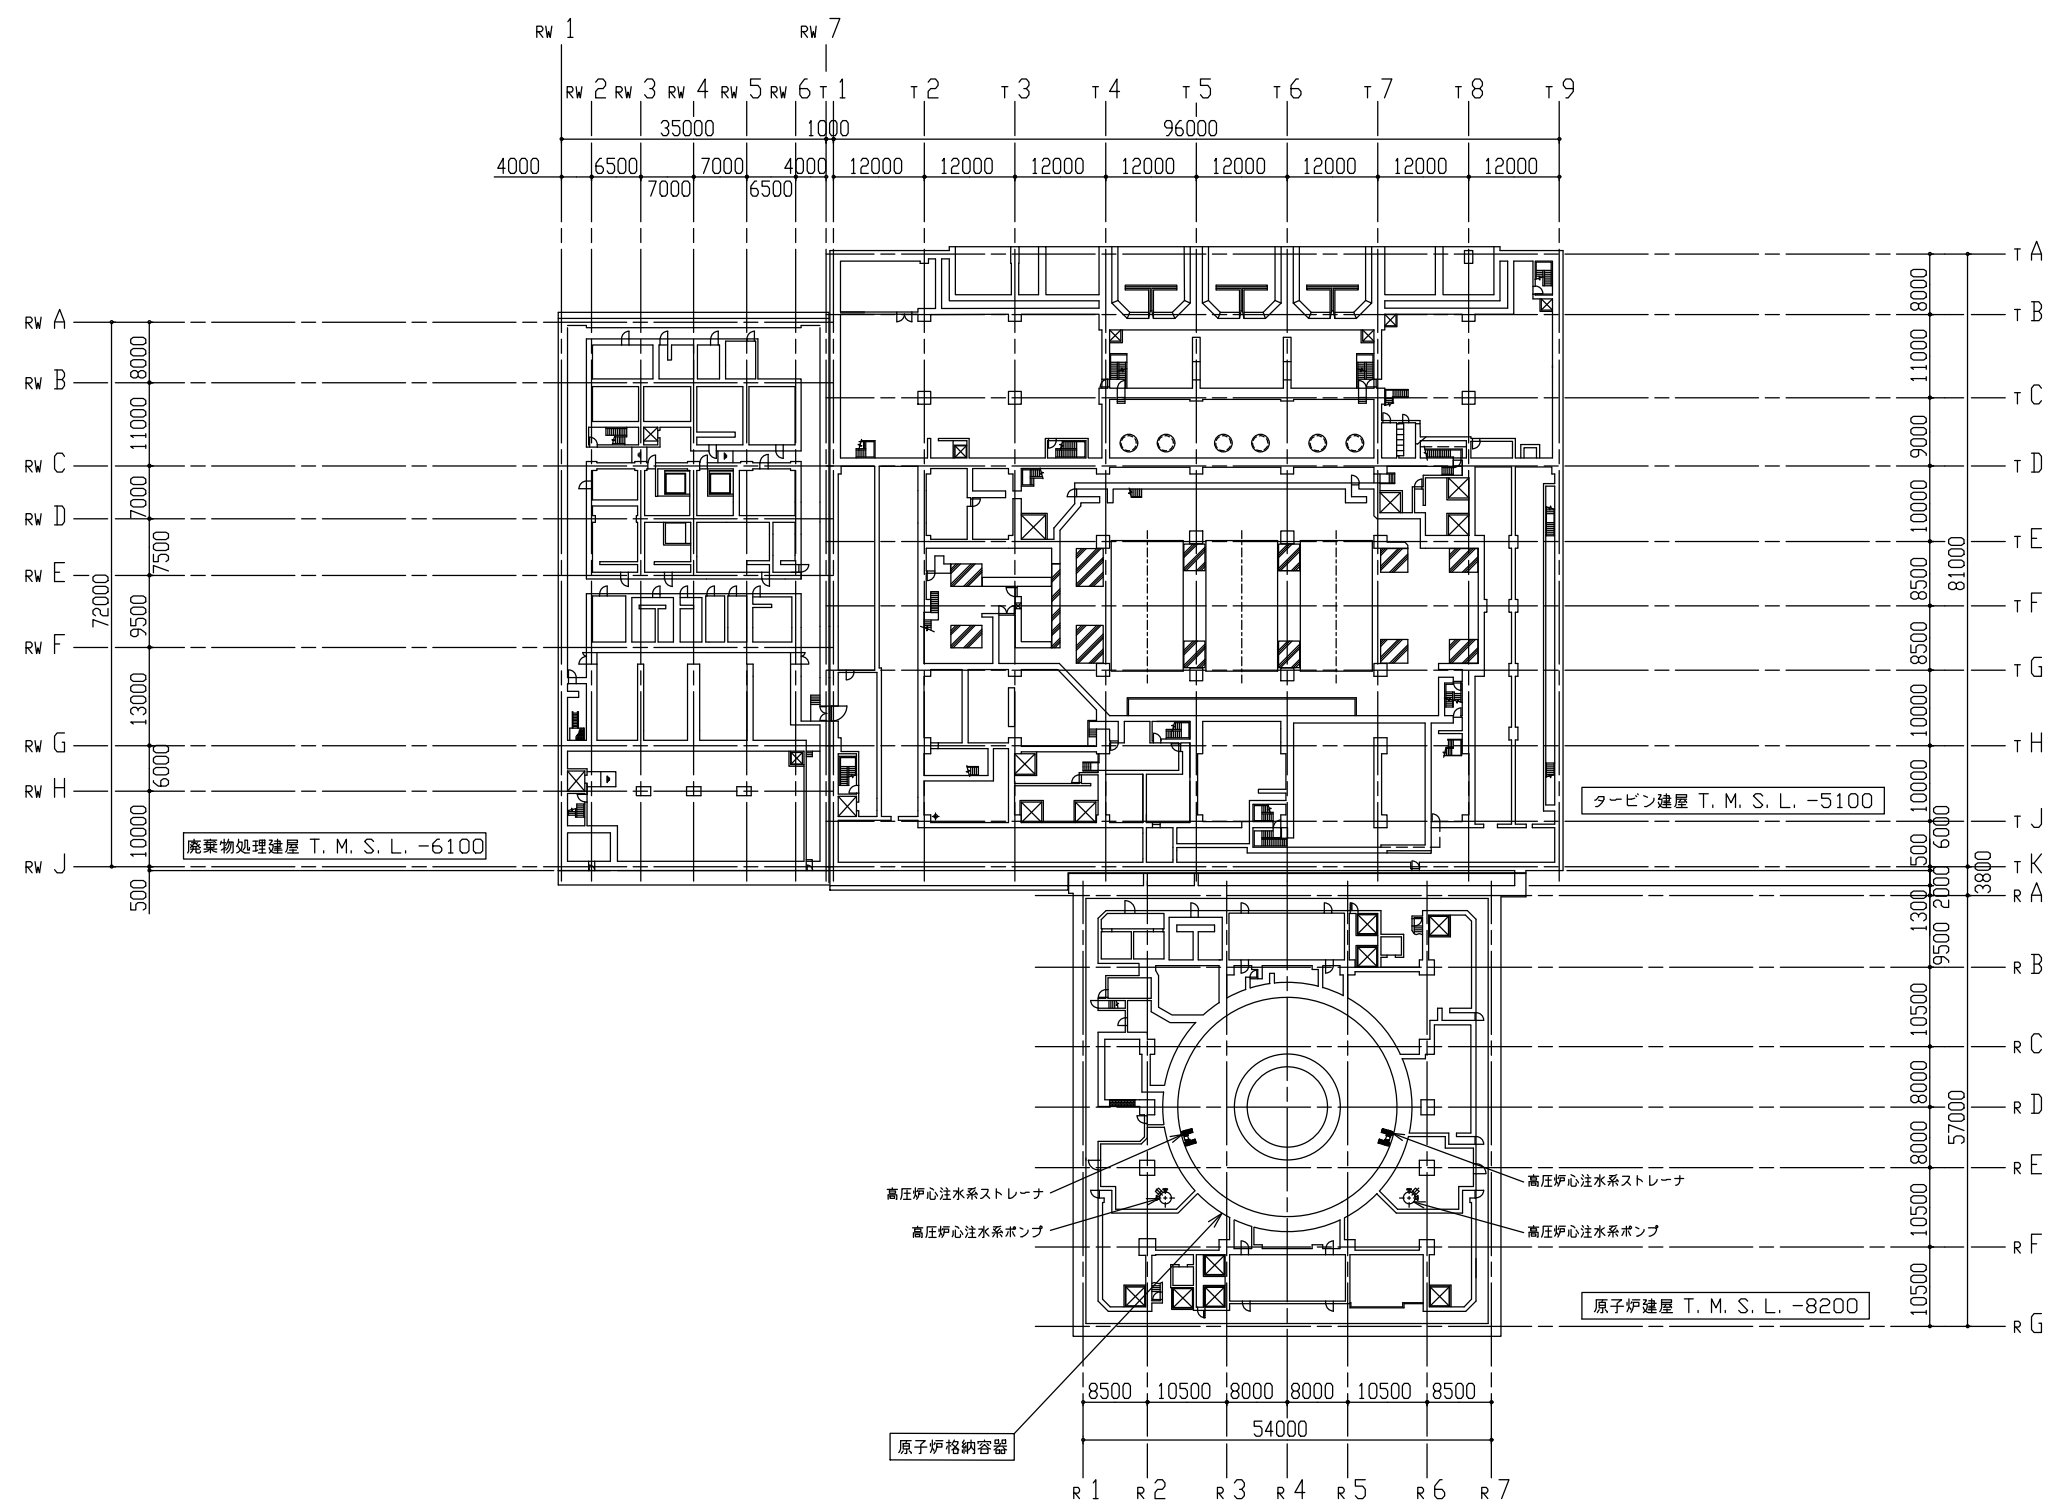 RW 1
RW 7
RW 2 RW 3 RW 4 RW 5 RW 6 T 1 T 2 T 3 T 4 T 5 T 6 T 7 T 8 T 9
35000 1000 96000
4000 6500 7000 4000 12000 12000 12000 12000 12000 12000 12000 12000
7000 6500
RW A
8000
RW B
11000
RW C
7000
RW D
7500
RW E
72000
9500
RW F
13000
RW G
6000
RW H
10000
RW J
500
T A
8000
T B
11000
T C
9000
T D
10000
T E
81000
8500
T F
8500
T G
10000
T H
10000
T J
6000
500
T K
3800
2000
1300
R A
9500
R B
10500
R C
8000
R D
57000
8000
R E
10500
R F
10500
R G
タービン建屋 T. M. S. L. -5100
廃棄物処理建屋 T. M. S. L. -6100
高圧炉心注水系ストレーナ
高圧炉心注水系ストレーナ
高圧炉心注水系ポンプ
高圧炉心注水系ポンプ
原子炉建屋 T. M. S. L. -8200
8500 10500 8000 8000 10500 8500
54000
原子炉格納容器
R 1 R 2 R 3 R 4 R 5 R 6 R 7